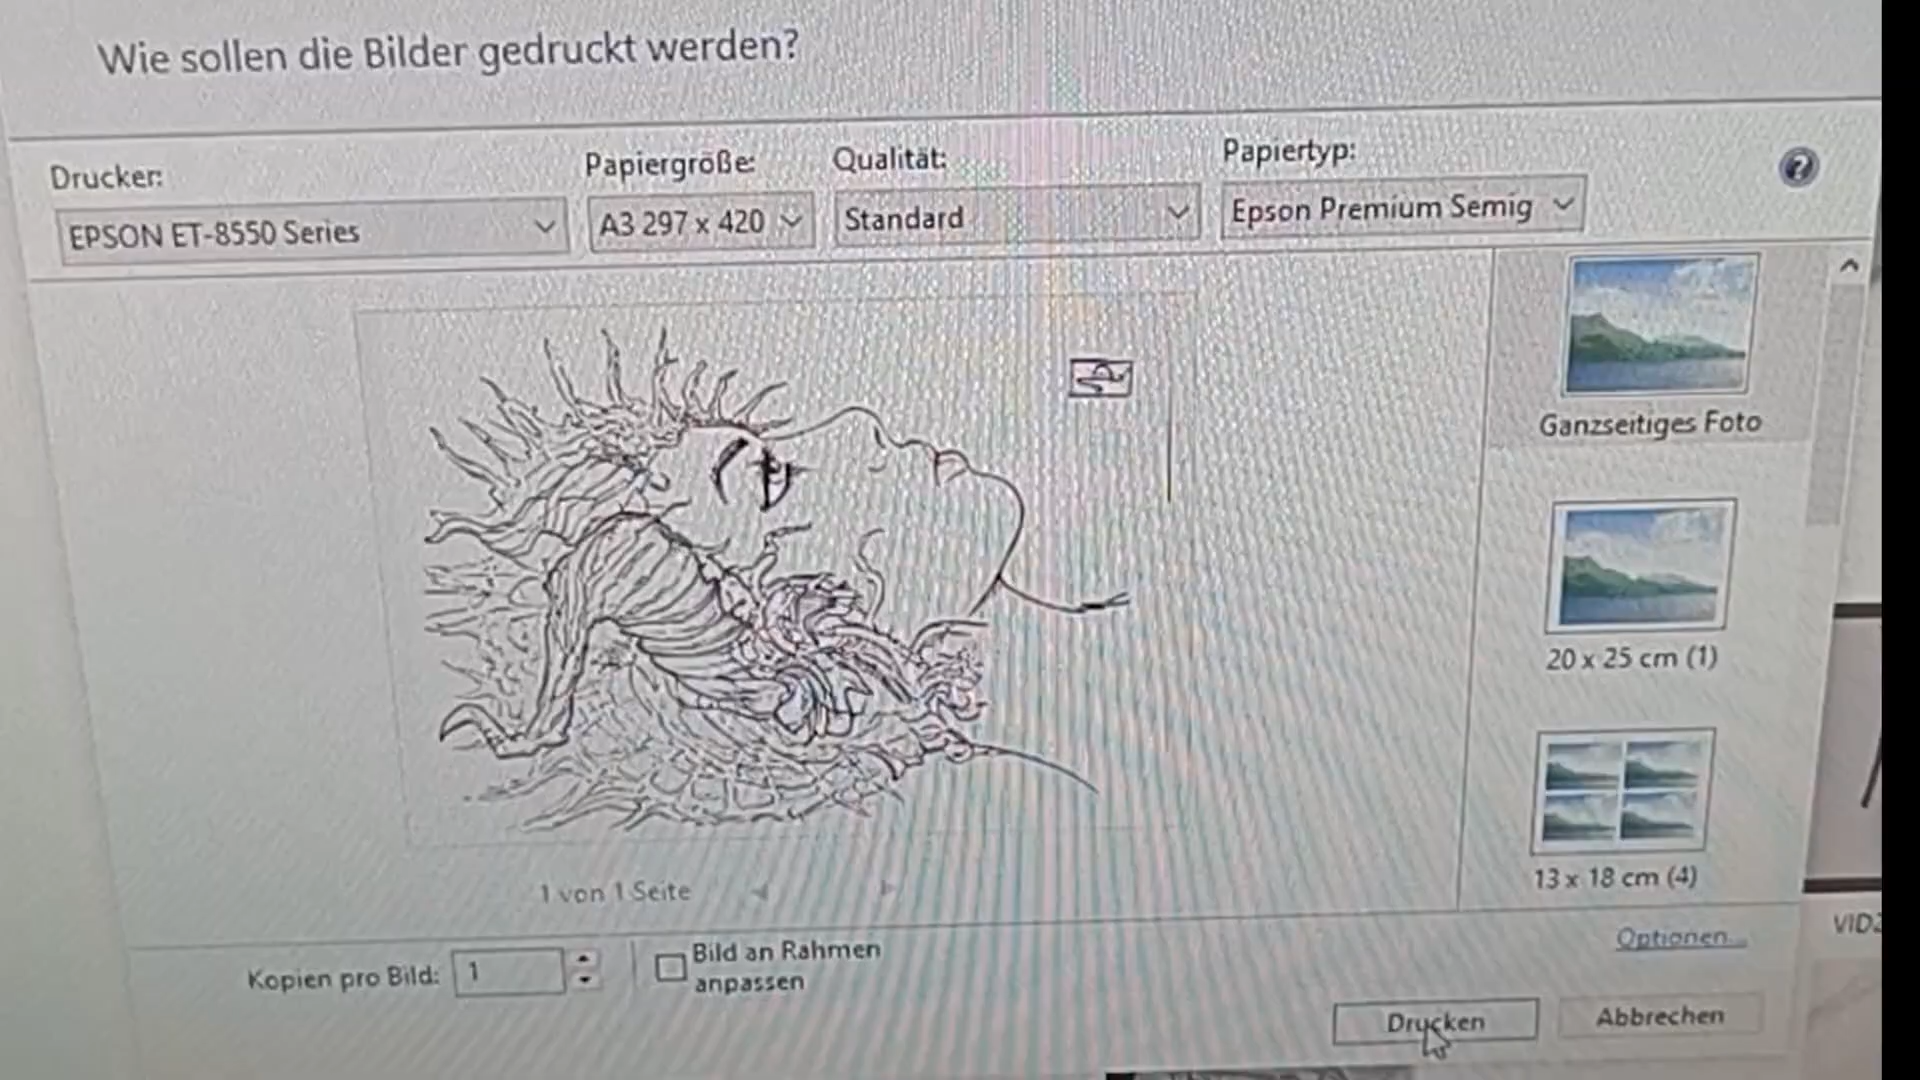 Wie sollen die Bilder gedruckt werden?
Drucker:
Papiergröße:
Qualität:
Papiertyp:
EPSON ET-8550 Series
A3 297 x 420
Standard
Epson Premium Semig
Ganzseitiges Foto
20 x 25 cm (1)
13 x 18 cm (4)
1 von 1 Seite
Optionen...
Kopien pro Bild:
1
Bild an Rahmen
anpassen
Drucken
Abbrechen